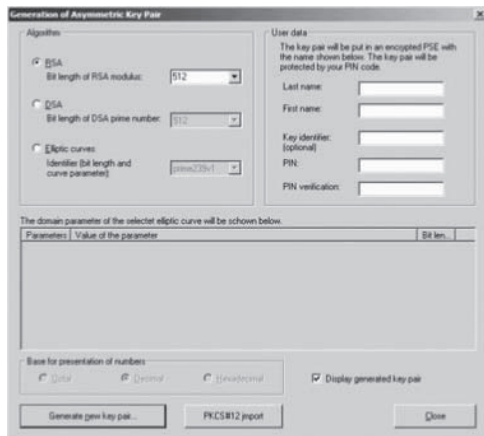 Generation of Asymmetric Key Pair
Algorithm
RSA
Bit length of RSA modulus:
512
DSA
Bit length of DSA prime number:
512
Elliptic curves
Identifier (bit length and
curve parameter)
prime239v1
User data
The key pair will be put in an encrypted PSE with
the name shown below. The key pair will be
protected by your PIN code.
Last name:
First name:
Key identifier:
(optional)
PIN:
PIN verification:
The domain parameter of the selectet elliptic curve will be schown below.
Parameters Value of the parameter Bit len...
Base for presentation of numbers
Octal Decimal Hexadecimal
Display generated key pair
Generate new key pair... PKCS#12 import Close